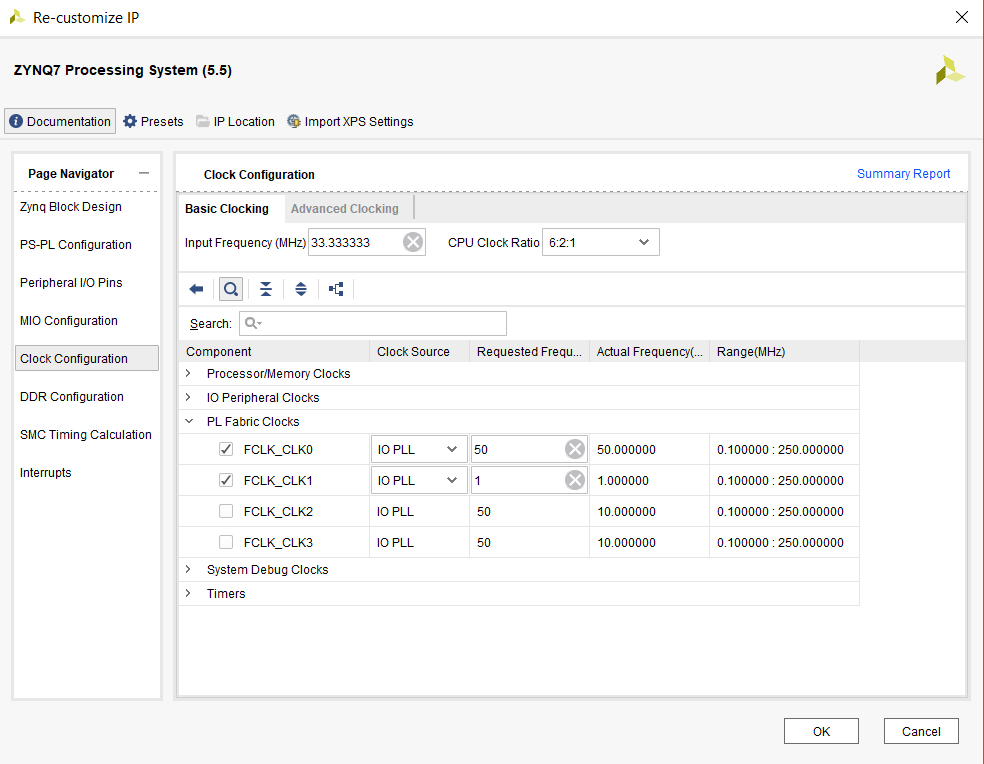 Re-customize IP
ZYNQ7 Processing System (5.5)
Documentation Presets IP Location Import XPS Settings
Page Navigator
Zynq Block Design
PS-PL Configuration
Peripheral I/O Pins
MIO Configuration
Clock Configuration
DDR Configuration
SMC Timing Calculation
Interrupts
Clock Configuration Summary Report
Basic Clocking Advanced Clocking
Input Frequency (MHz) 33.333333 CPU Clock Ratio 6:2:1
Search:
Component Clock Source Requested Frequ... Actual Frequency(... Range(MHz)
Processor/Memory Clocks
IO Peripheral Clocks
PL Fabric Clocks
FCLK_CLK0 IO PLL 50 50.000000 0.100000 : 250.000000
FCLK_CLK1 IO PLL 1 1.000000 0.100000 : 250.000000
FCLK_CLK2 IO PLL 50 10.000000 0.100000 : 250.000000
FCLK_CLK3 IO PLL 50 10.000000 0.100000 : 250.000000
System Debug Clocks
Timers
OK Cancel